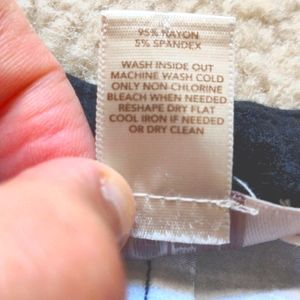 95% RAYON
5% SPANDEX
WASH INSIDE OUT
MACHINE WASH COLD
ONLY NON-CHLORINE
BLEACH WHEN NEEDED
RESHAPE DRY FLAT
COOL IRON IF NEEDED
OR DRY CLEAN